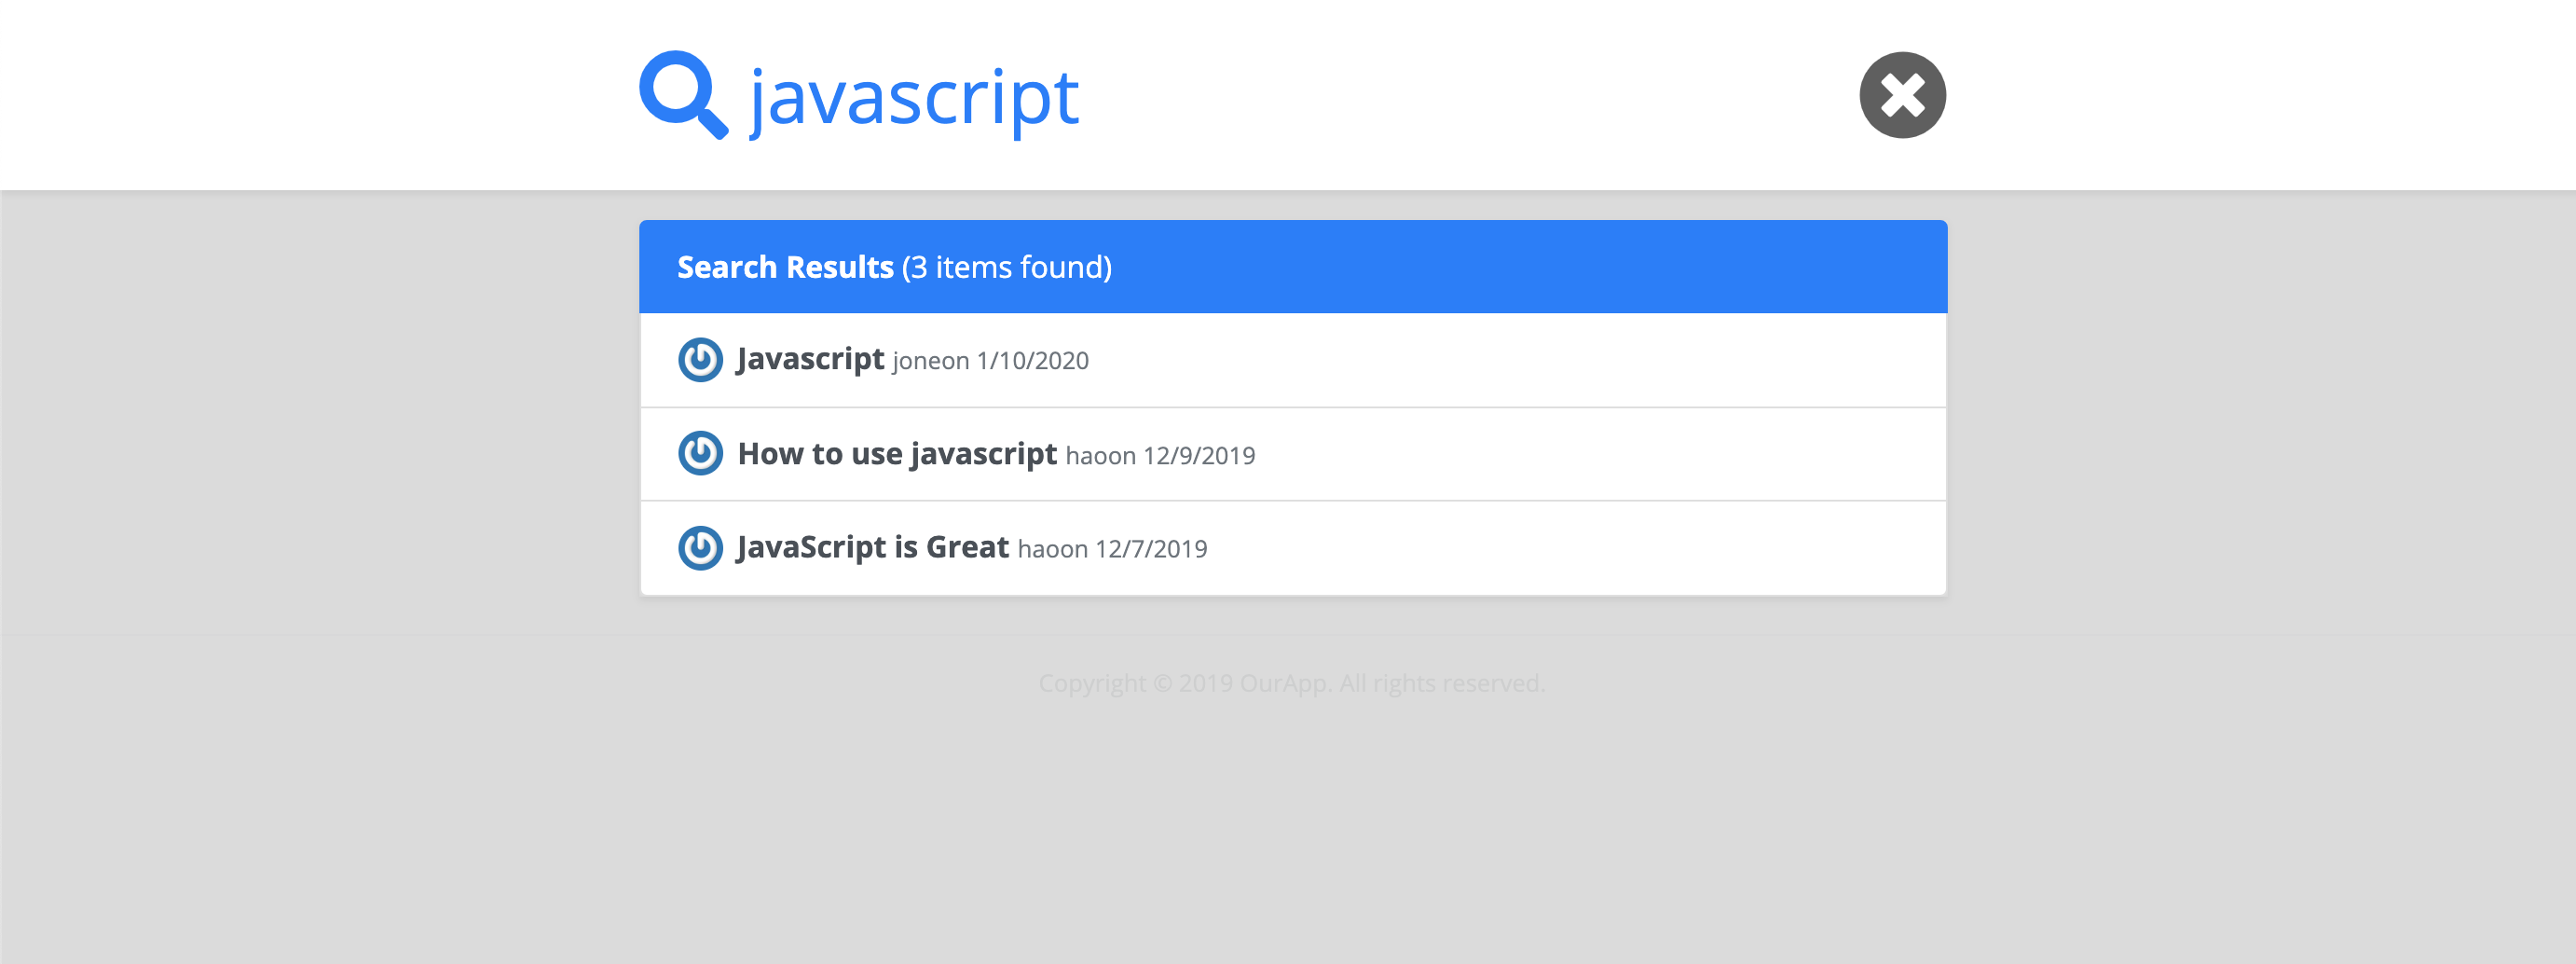 javascript
Search Results (3 items found)
Javascript joneon 1/10/2020
How to use javascript haoon 12/9/2019
JavaScript is Great haoon 12/7/2019
Copyright © 2019 OurApp. All rights reserved.